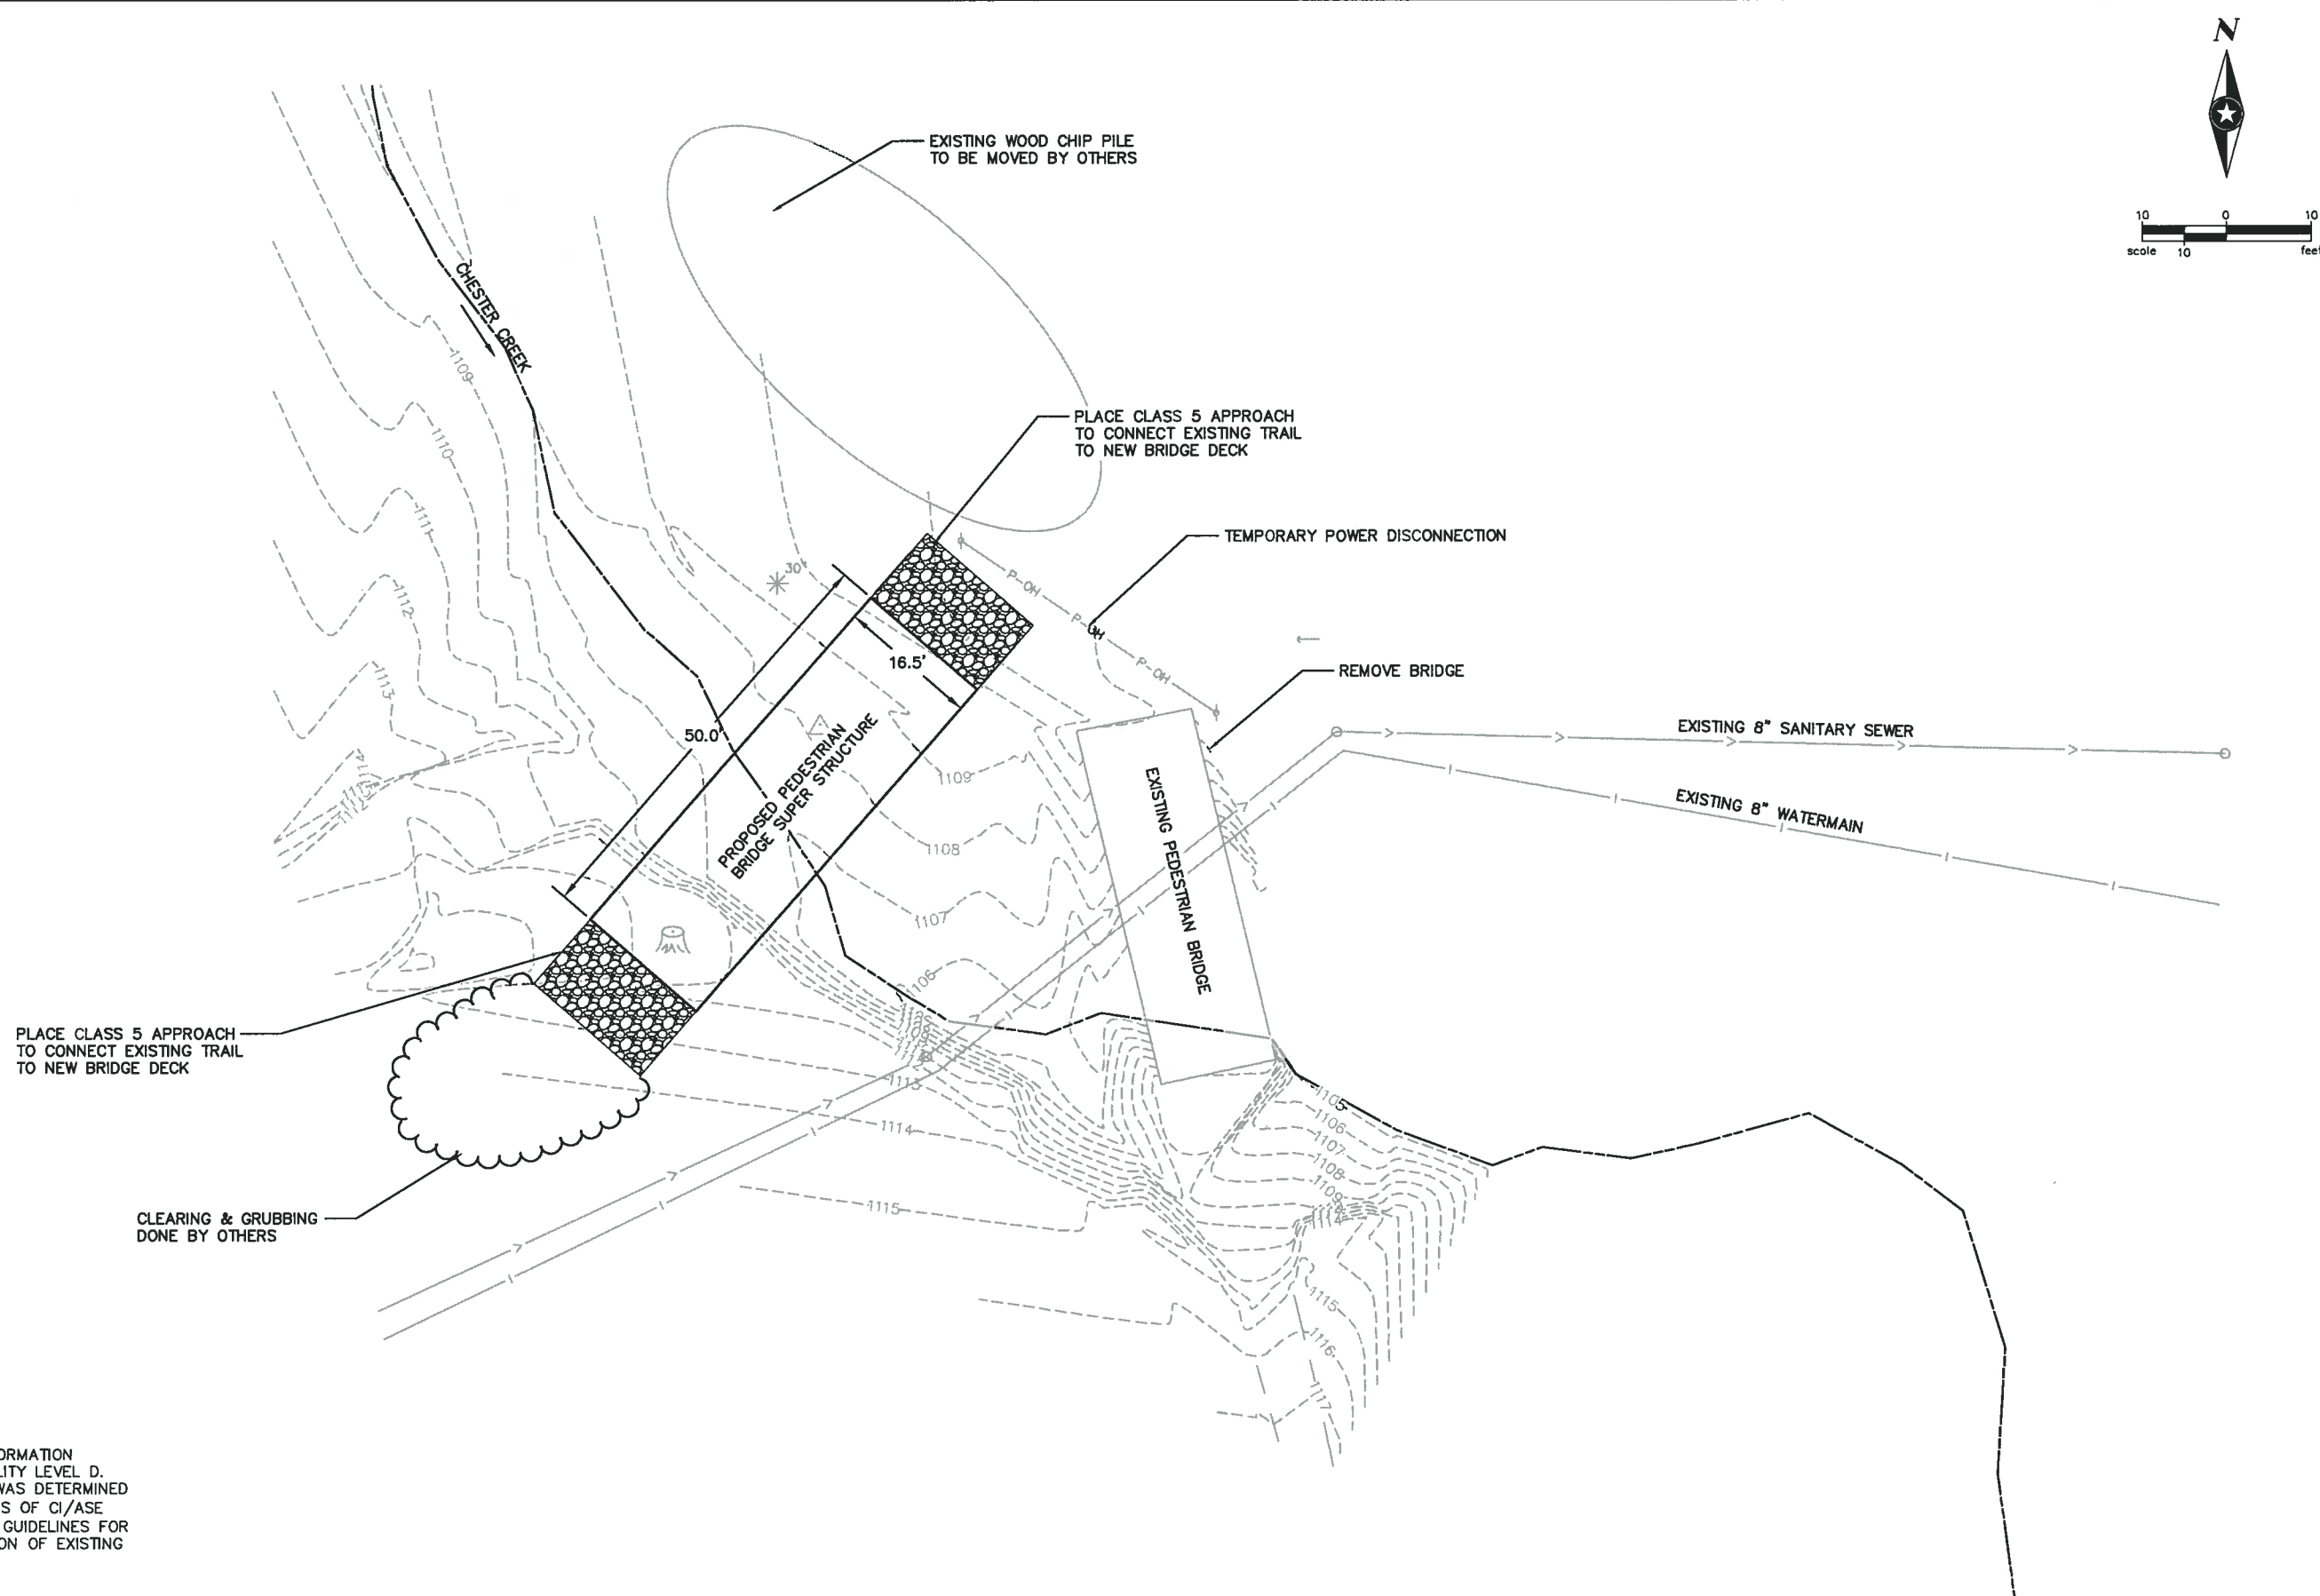 N
10 0 10
scale 10 feet
EXISTING WOOD CHIP PILE
TO BE MOVED BY OTHERS
CHESTER CREEK
1109
1110
1111
1112
1113
PLACE CLASS 5 APPROACH
TO CONNECT EXISTING TRAIL
TO NEW BRIDGE DECK
TEMPORARY POWER DISCONNECTION
30"
P-OH
P-OH
P-OH
16.5'
50.0'
REMOVE BRIDGE
PROPOSED PEDESTRIAN
BRIDGE SUPER STRUCTURE
EXISTING PEDESTRIAN BRIDGE
EXISTING 8" SANITARY SEWER
EXISTING 8" WATERMAIN
1109
1108
1107
1106
1113
1114
1115
PLACE CLASS 5 APPROACH
TO CONNECT EXISTING TRAIL
TO NEW BRIDGE DECK
CLEARING & GRUBBING
DONE BY OTHERS
1105
1106
1107
1108
1109
1114
1115
1116
1117
ORMATION
LITY LEVEL D.
WAS DETERMINED
S OF CI/ASE
GUIDELINES FOR
ON OF EXISTING